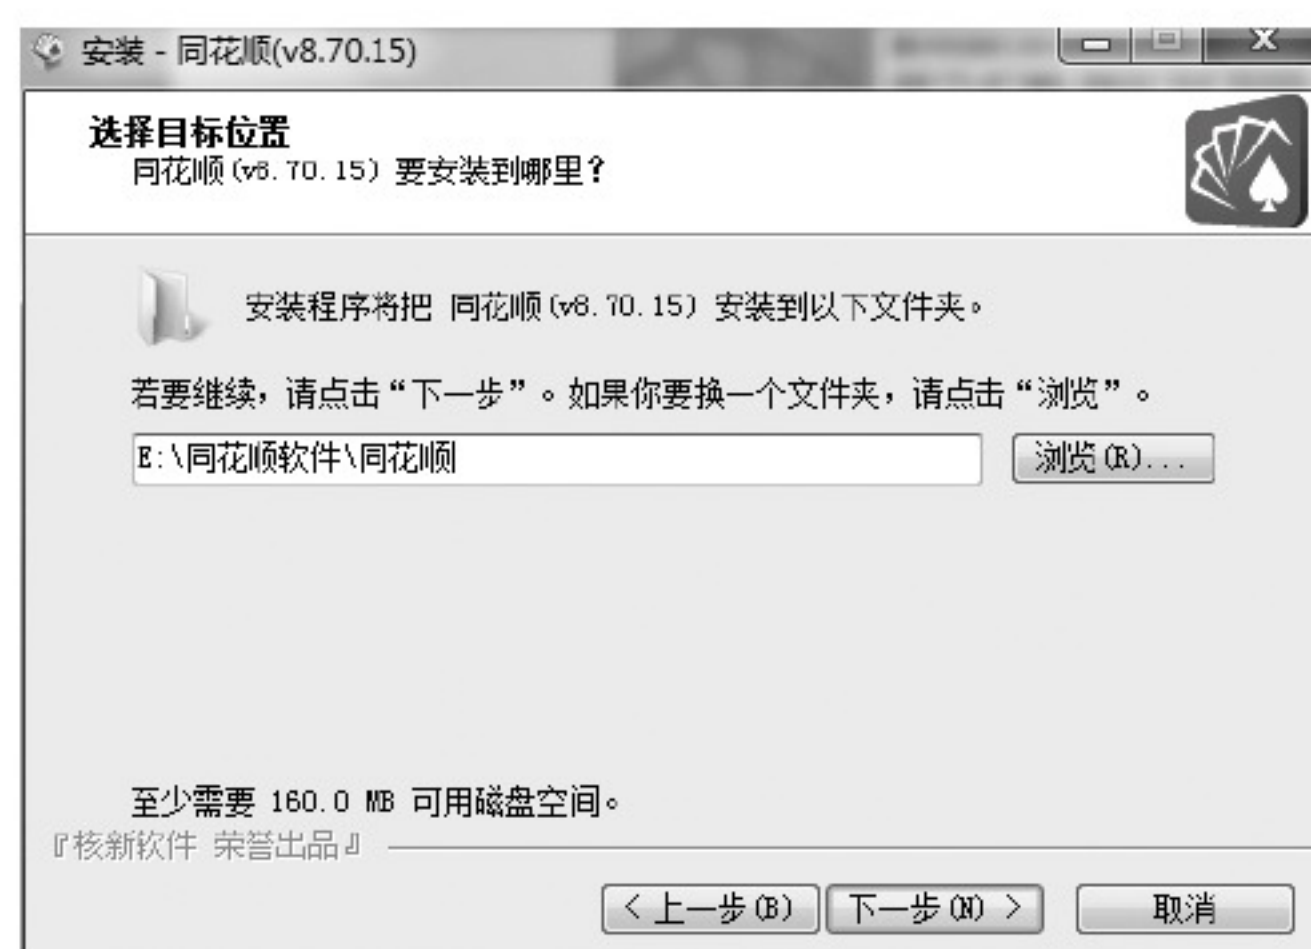 安装 - 同花顺(v8.70.15)
选择目标位置
同花顺(v8.70.15) 要安装到哪里?
安装程序将把 同花顺(v8.70.15) 安装到以下文件夹。
若要继续，请点击“下一步”。如果你要换一个文件夹，请点击“浏览”。
E:\同花顺软件\同花顺
浏览(R)...
至少需要 160.0 MB 可用磁盘空间。
『核新软件 荣誉出品』
< 上一步(B) 下一步(N) > 取消